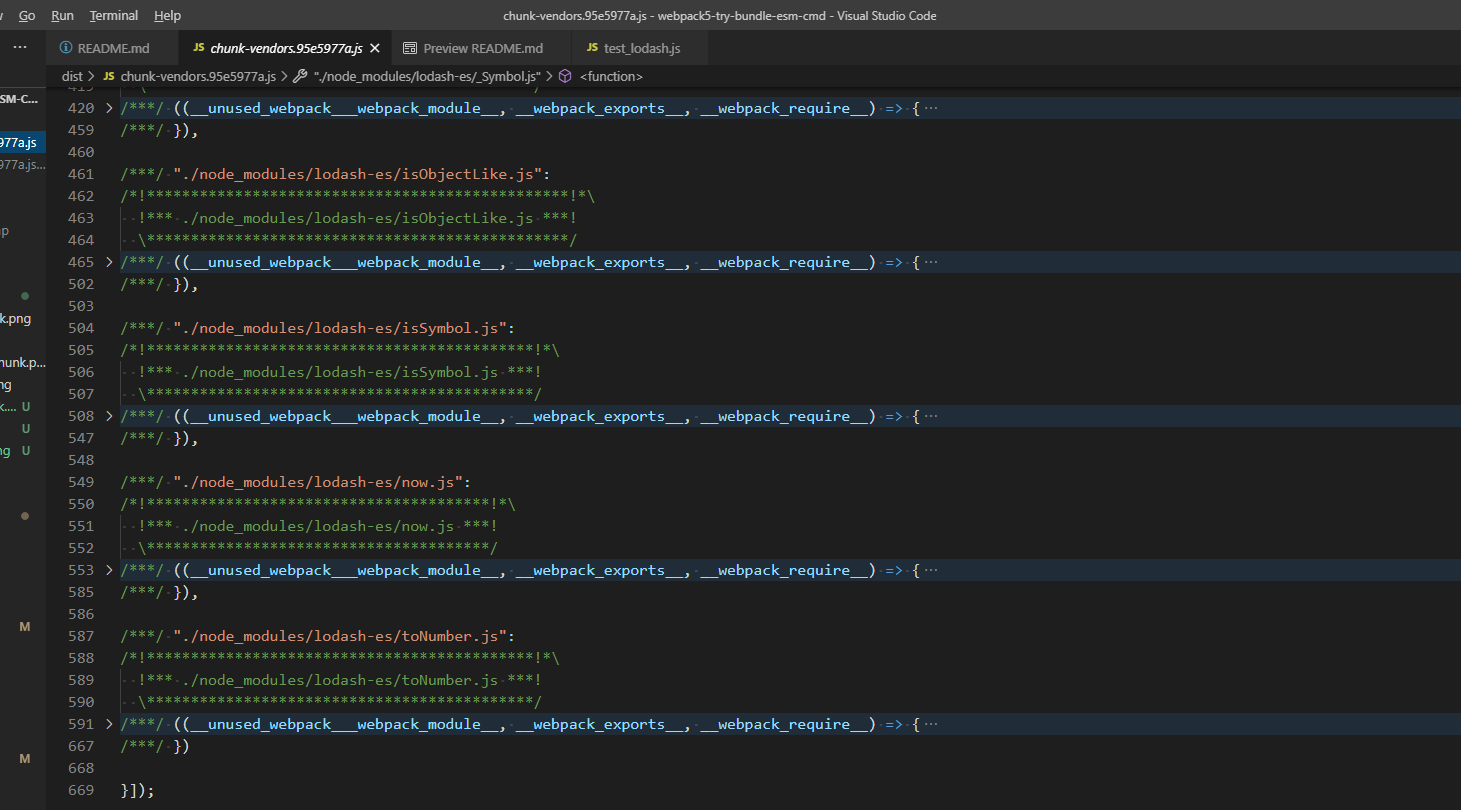 Go Run Terminal Help chunk-vendors.95e5977a.js - webpack5-try-bundle-esm-cmd - Visual Studio Code
··· README.md JS chunk-vendors.95e5977a.js JS test_lodash.js Preview README.md
dist > JS chunk-vendors.95e5977a.js > "./node_modules/lodash-es/_Symbol.js" > <function>
SM-C...
977a.js
977a.js...
k.png
hunk.p...
ng
k.... U
U
ng U
M
M
420 /***/ ((__unused_webpack___webpack_module__, __webpack_exports__, __webpack_require__) => { ···
459 /***/ }),
460
461 /***/ "./node_modules/lodash-es/isObjectLike.js":
462 /*!************************************************!*\
463 !*** ./node_modules/lodash-es/isObjectLike.js ***!
464 \************************************************/
465 /***/ ((__unused_webpack___webpack_module__, __webpack_exports__, __webpack_require__) => { ···
502 /***/ }),
503
504 /***/ "./node_modules/lodash-es/isSymbol.js":
505 /*!********************************************!*\
506 !*** ./node_modules/lodash-es/isSymbol.js ***!
507 \********************************************/
508 /***/ ((__unused_webpack___webpack_module__, __webpack_exports__, __webpack_require__) => { ···
547 /***/ }),
548
549 /***/ "./node_modules/lodash-es/now.js":
550 /*!***************************************!*\
551 !*** ./node_modules/lodash-es/now.js ***!
552 \***************************************/
553 /***/ ((__unused_webpack___webpack_module__, __webpack_exports__, __webpack_require__) => { ···
585 /***/ }),
586
587 /***/ "./node_modules/lodash-es/toNumber.js":
588 /*!********************************************!*\
589 !*** ./node_modules/lodash-es/toNumber.js ***!
590 \********************************************/
591 /***/ ((__unused_webpack___webpack_module__, __webpack_exports__, __webpack_require__) => { ···
667 /***/ })
668
669 }]);